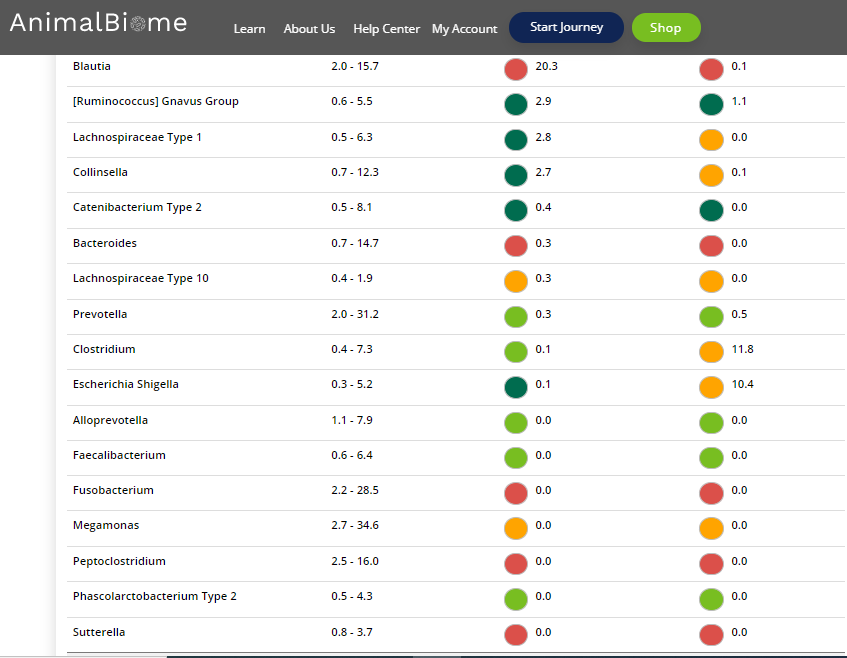 AnimalBiome
Learn About Us Help Center My Account Start Journey Shop
Blautia 2.0 - 15.7 20.3 0.1
[Ruminococcus] Gnavus Group 0.6 - 5.5 2.9 1.1
Lachnospiraceae Type 1 0.5 - 6.3 2.8 0.0
Collinsella 0.7 - 12.3 2.7 0.1
Catenibacterium Type 2 0.5 - 8.1 0.4 0.0
Bacteroides 0.7 - 14.7 0.3 0.0
Lachnospiraceae Type 10 0.4 - 1.9 0.3 0.0
Prevotella 2.0 - 31.2 0.3 0.5
Clostridium 0.4 - 7.3 0.1 11.8
Escherichia Shigella 0.3 - 5.2 0.1 10.4
Alloprevotella 1.1 - 7.9 0.0 0.0
Faecalibacterium 0.6 - 6.4 0.0 0.0
Fusobacterium 2.2 - 28.5 0.0 0.0
Megamonas 2.7 - 34.6 0.0 0.0
Peptoclostridium 2.5 - 16.0 0.0 0.0
Phascolarctobacterium Type 2 0.5 - 4.3 0.0 0.0
Sutterella 0.8 - 3.7 0.0 0.0